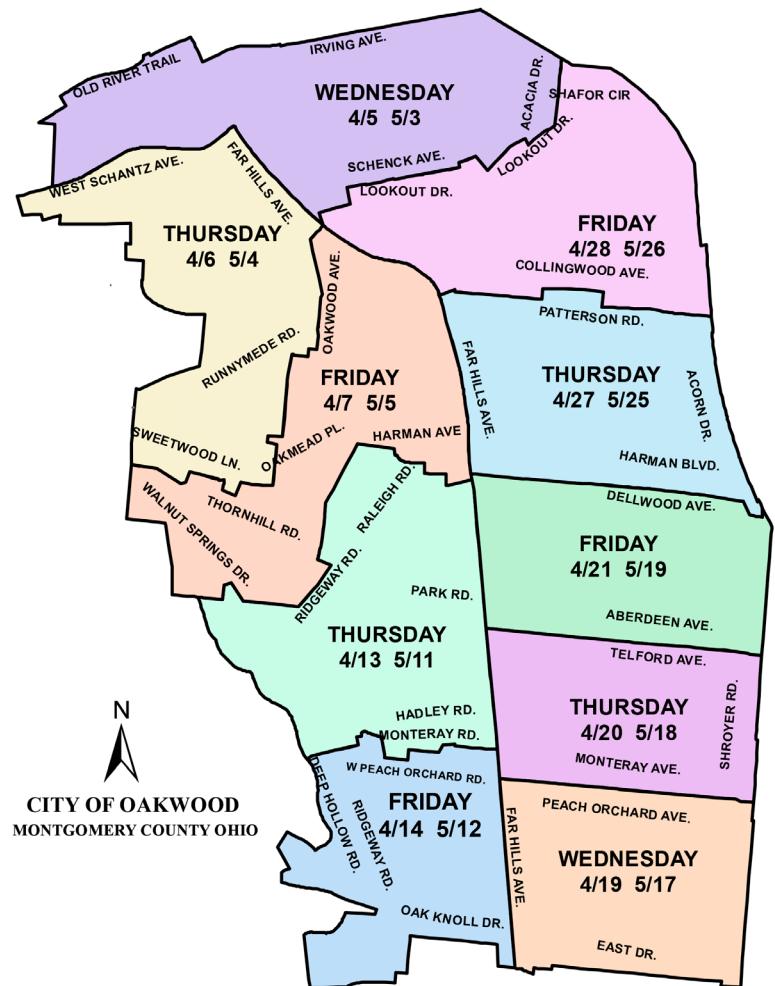 IRVING AVE.
OLD RIVER TRAIL
ACACIA DR.
SHAFOR CIR
WEDNESDAY
4/5 5/3
LOOKOUT DR.
SCHENCK AVE.
WEST SCHANTZ AVE.
FAR HILLS AVE.
LOOKOUT DR.
THURSDAY
4/6 5/4
FRIDAY
4/28 5/26
COLLINGWOOD AVE.
OAKWOOD AVE.
PATTERSON RD.
RUNNYMEDE RD.
FRIDAY
4/7 5/5
FAR HILLS AVE.
THURSDAY
4/27 5/25
ACORN DR.
SWEETWOOD LN.
OAKMEAD PL.
HARMAN AVE
HARMAN BLVD.
RALEIGH RD.
DELLWOOD AVE.
THORNHILL RD.
WALNUT SPRINGS DR.
FRIDAY
4/21 5/19
RIDGEWAY RD.
PARK RD.
ABERDEEN AVE.
THURSDAY
4/13 5/11
TELFORD AVE.
HADLEY RD.
MONTERAY RD.
THURSDAY
4/20 5/18
SHROYER RD.
MONTERAY AVE.
N
CITY OF OAKWOOD
MONTGOMERY COUNTY OHIO
W PEACH ORCHARD RD.
DEEP HOLLOW RD.
RIDGEWAY RD.
FRIDAY
4/14 5/12
FAR HILLS AVE.
PEACH ORCHARD AVE.
WEDNESDAY
4/19 5/17
OAK KNOLL DR.
EAST DR.